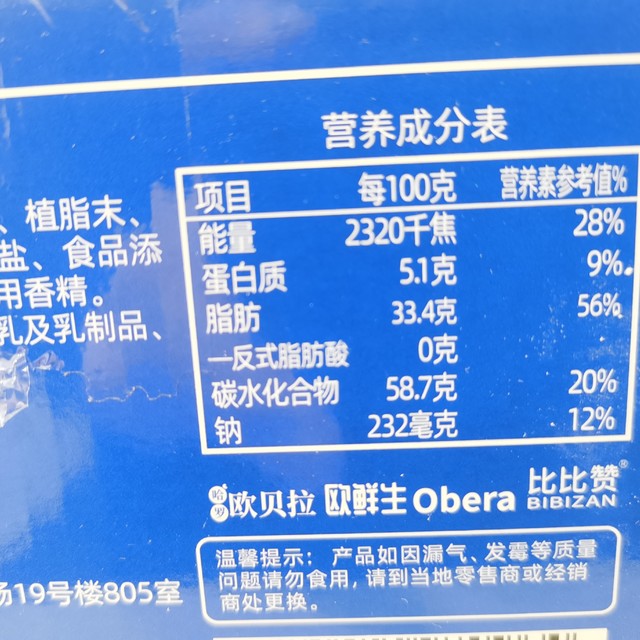 营养成分表
项目 每100克 营养素参考值%
能量 2320千焦 28%
蛋白质 5.1克 9%
脂肪 33.4克 56%
—反式脂肪酸 0克
碳水化合物 58.7克 20%
钠 232毫克 12%
、植脂末、
盐、食品添
用香精。
乳及乳制品、
哈罗欧贝拉 欧鲜生 Obera 比比赞®
BIBIZAN
温馨提示：产品如因漏气、发霉等质量
问题请勿食用，请到当地零售商或经销
商处更换。
19号楼805室